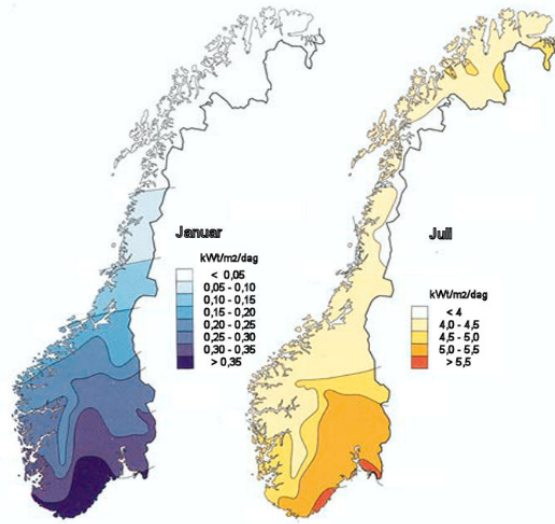 Januar
kWt/m2/dag
< 0,05
0,05 - 0,10
0,10 - 0,15
0,15 - 0,20
0,20 - 0,25
0,25 - 0,30
0,30 - 0,35
> 0,35
Juli
kWt/m2/dag
< 4
4,0 - 4,5
4,5 - 5,0
5,0 - 5,5
> 5,5